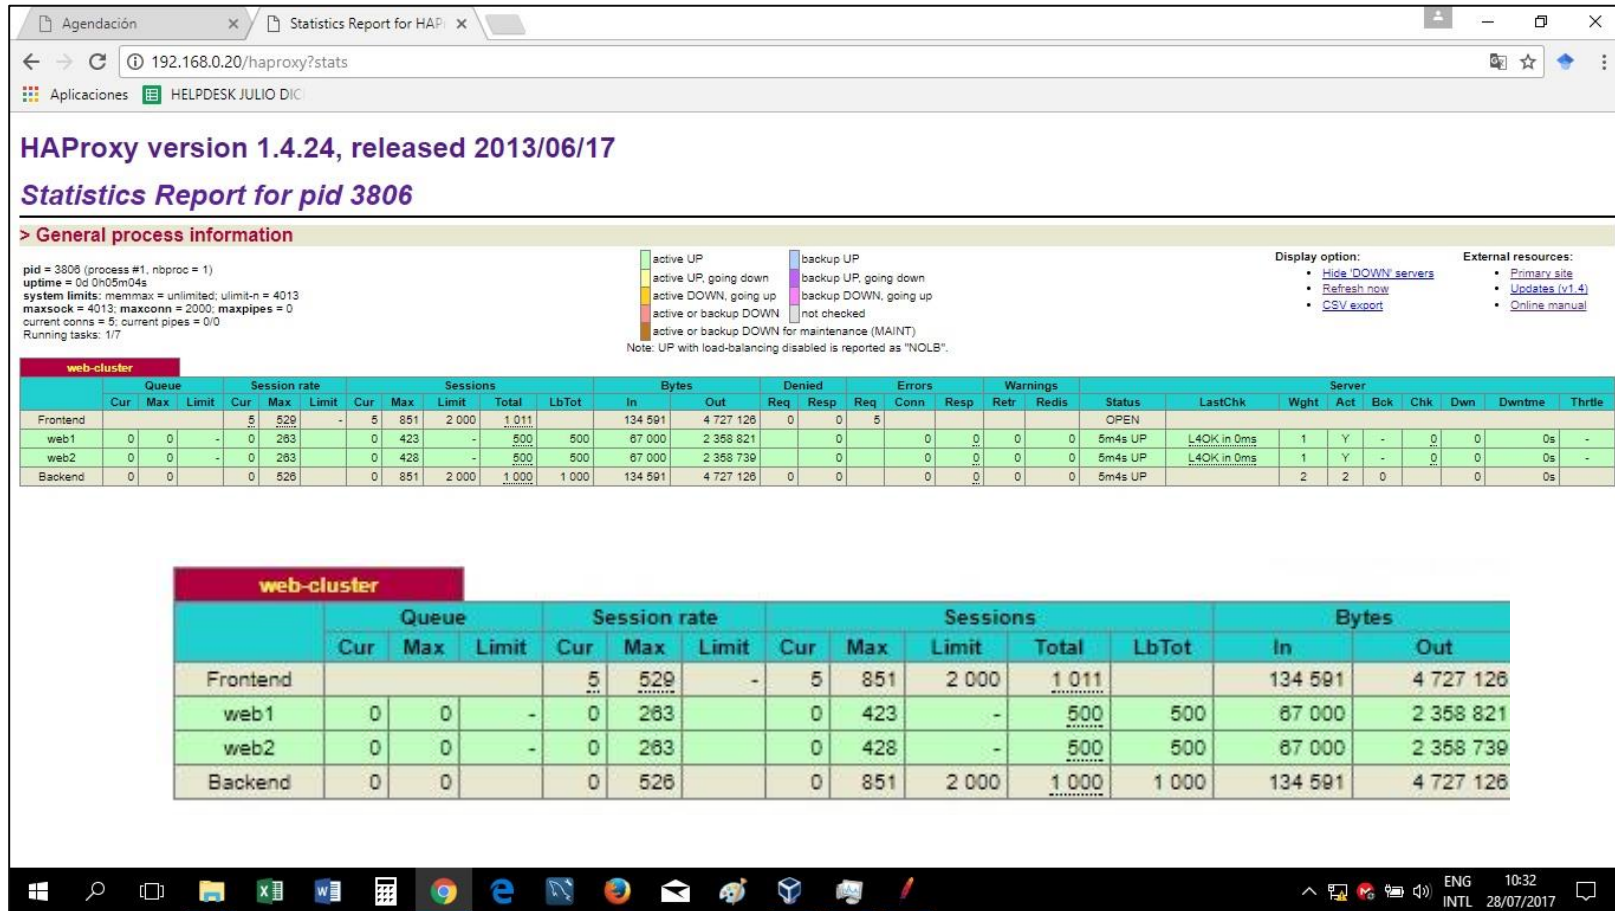 Agendación
Statistics Report for HAP
192.168.0.20/haproxy?stats
Aplicaciones HELPDESK JULIO DIC
HAProxy version 1.4.24, released 2013/06/17
Statistics Report for pid 3806
> General process information
pid = 3806 (process #1, nbproc = 1)
uptime = 0d 0h05m04s
system limits: memmax = unlimited; ulimit-n = 4013
maxsock = 4013; maxconn = 2000; maxpipes = 0
current conns = 5; current pipes = 0/0
Running tasks: 1/7
active UP backup UP
active UP, going down backup UP, going down
active DOWN, going up backup DOWN, going up
active or backup DOWN not checked
active or backup DOWN for maintenance (MAINT)
Note: UP with load-balancing disabled is reported as "NOLB".
Display option:
• Hide 'DOWN' servers
• Refresh now
• CSV export
External resources:
• Primary site
• Updates (v1.4)
• Online manual
web-cluster
Queue Session rate Sessions Bytes Denied Errors Warnings Server
Cur Max Limit Cur Max Limit Cur Max Limit Total LbTot In Out Req Resp Req Conn Resp Retr Redis Status LastChk Wght Act Bck Chk Dwn Dwntme Thrtle
Frontend 5 529 - 5 851 2 000 1 011 134 591 4 727 126 0 0 5 OPEN
web1 0 0 - 0 263 0 423 - 500 500 67 000 2 358 821 0 0 0 0 0 5m4s UP L4OK in 0ms 1 Y - 0 0 0s -
web2 0 0 - 0 263 0 428 - 500 500 67 000 2 358 739 0 0 0 0 0 5m4s UP L4OK in 0ms 1 Y - 0 0 0s -
Backend 0 0 0 526 0 851 2 000 1 000 1 000 134 591 4 727 126 0 0 0 0 0 0 5m4s UP 2 2 0 0 0s
web-cluster
Queue Session rate Sessions Bytes
Cur Max Limit Cur Max Limit Cur Max Limit Total LbTot In Out
Frontend 5 529 - 5 851 2 000 1 011 134 591 4 727 126
web1 0 0 - 0 263 0 423 - 500 500 67 000 2 358 821
web2 0 0 - 0 263 0 428 - 500 500 67 000 2 358 739
Backend 0 0 0 526 0 851 2 000 1 000 1 000 134 591 4 727 126
ENG 10:32
INTL 28/07/2017